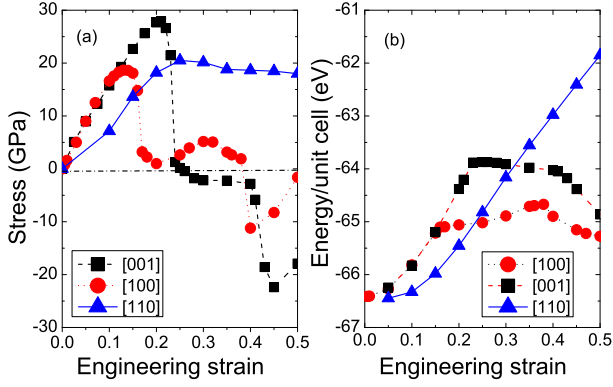 (a)
Stress (GPa)
30
20
10
0
-10
-20
-30
[001]
[100]
[110]
0.0 0.1 0.2 0.3 0.4 0.5
Engineering strain
(b)
Energy/unit cell (eV)
-61
-62
-63
-64
-65
-66
-67
[100]
[001]
[110]
0.0 0.1 0.2 0.3 0.4 0.5
Engineering strain